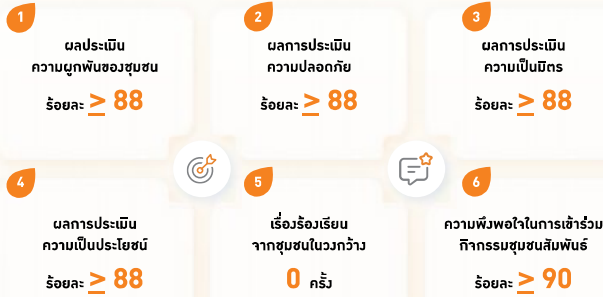 1
ผลประเมิน
ความผูกพันของชุมชน
ร้อยละ ≥ 88
2
ผลการประเมิน
ความปลอดภัย
ร้อยละ ≥ 88
3
ผลการประเมิน
ความเป็นมิตร
ร้อยละ ≥ 88
4
ผลการประเมิน
ความเป็นประโยชน์
ร้อยละ ≥ 88
5
เรื่องร้องเรียน
จากชุมชนในวงกว้าง
0 ครั้ง
6
ความพึงพอใจในการเข้าร่วม
กิจกรรมชุมชนสัมพันธ์
ร้อยละ ≥ 90